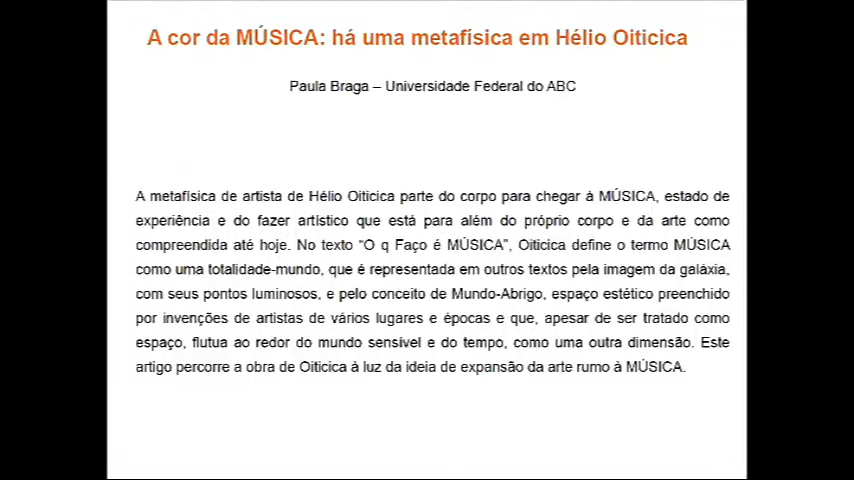 A cor da MÚSICA: há uma metafísica em Hélio Oiticica
Paula Braga – Universidade Federal do ABC
A metafísica de artista de Hélio Oiticica parte do corpo para chegar à MÚSICA, estado de
experiência e do fazer artístico que está para além do próprio corpo e da arte como
compreendida até hoje. No texto “O q Faço é MÚSICA”, Oiticica define o termo MÚSICA
como uma totalidade-mundo, que é representada em outros textos pela imagem da galáxia,
com seus pontos luminosos, e pelo conceito de Mundo-Abrigo, espaço estético preenchido
por invenções de artistas de vários lugares e épocas e que, apesar de ser tratado como
espaço, flutua ao redor do mundo sensível e do tempo, como uma outra dimensão. Este
artigo percorre a obra de Oiticica à luz da ideia de expansão da arte rumo à MÚSICA.